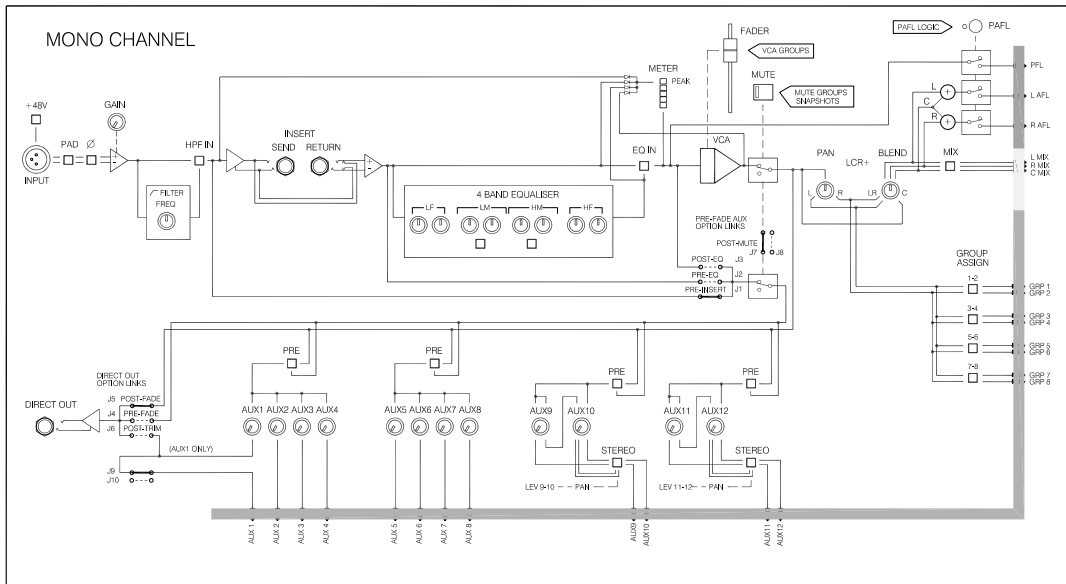 MONO CHANNEL
FADER
VCA GROUPS
PAFL LOGIC
PAFL
METER
PEAK
MUTE
MUTE GROUPS
SNAPSHOTS
PFL
L
L AFL
C
R
R AFL
+48V
GAIN
PAD
Ø
INPUT
HPF IN
FILTER
FREQ
INSERT
SEND
RETURN
EQ IN
VCA
PAN
L
R
LCR+
BLEND
LR
C
MIX
L MIX
R MIX
C MIX
4 BAND EQUALISER
LF
LM
HM
HF
PRE-FADE AUX
OPTION LINKS
POST-MUTE
J7
J8
POST-EQ
J3
PRE-EQ
J2
PRE-INSERT
J1
GROUP
ASSIGN
1-2
GRP 1
GRP 2
3-4
GRP 3
GRP 4
5-6
GRP 5
GRP 6
7-8
GRP 7
GRP 8
PRE
PRE
PRE
PRE
DIRECT OUT
OPTION LINKS
J5
POST-FADE
J4
PRE-FADE
J6
POST-TRIM
DIRECT OUT
(AUX1 ONLY)
J9
J10
AUX1
AUX2
AUX3
AUX4
AUX5
AUX6
AUX7
AUX8
AUX9
AUX10
AUX11
AUX12
STEREO
STEREO
LEV 9-10
PAN
LEV 11-12
PAN
AUX 1
AUX 2
AUX 3
AUX 4
AUX 5
AUX 6
AUX 7
AUX 8
AUX9
AUX10
AUX11
AUX12